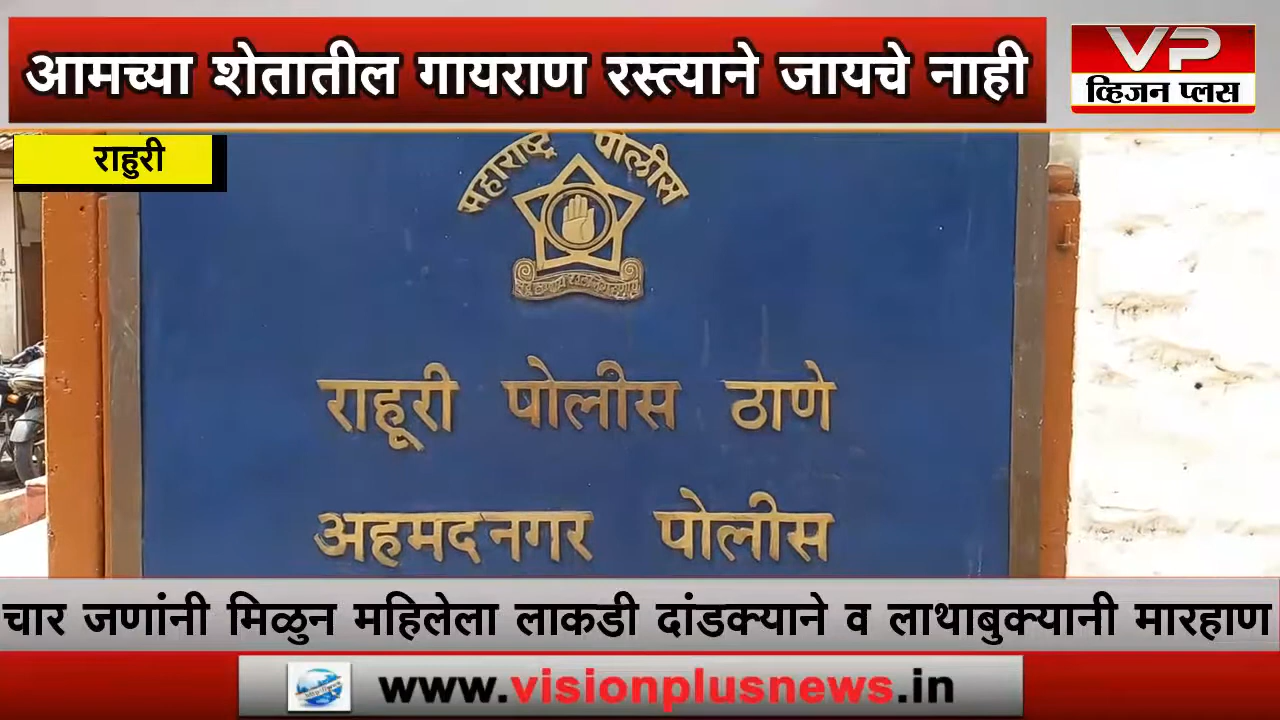 आमच्या शेतातील गायराण रस्त्याने जायचे नाही
VP
व्हिजन प्लस
राहुरी
महाराष्ट्र पोलीस
राहूरी पोलीस ठाणे
अहमदनगर पोलीस
चार जणांनी मिळुन महिलेला लाकडी दांडक्याने व लाथाबुक्यानी मारहाण
www.visionplusnews.in